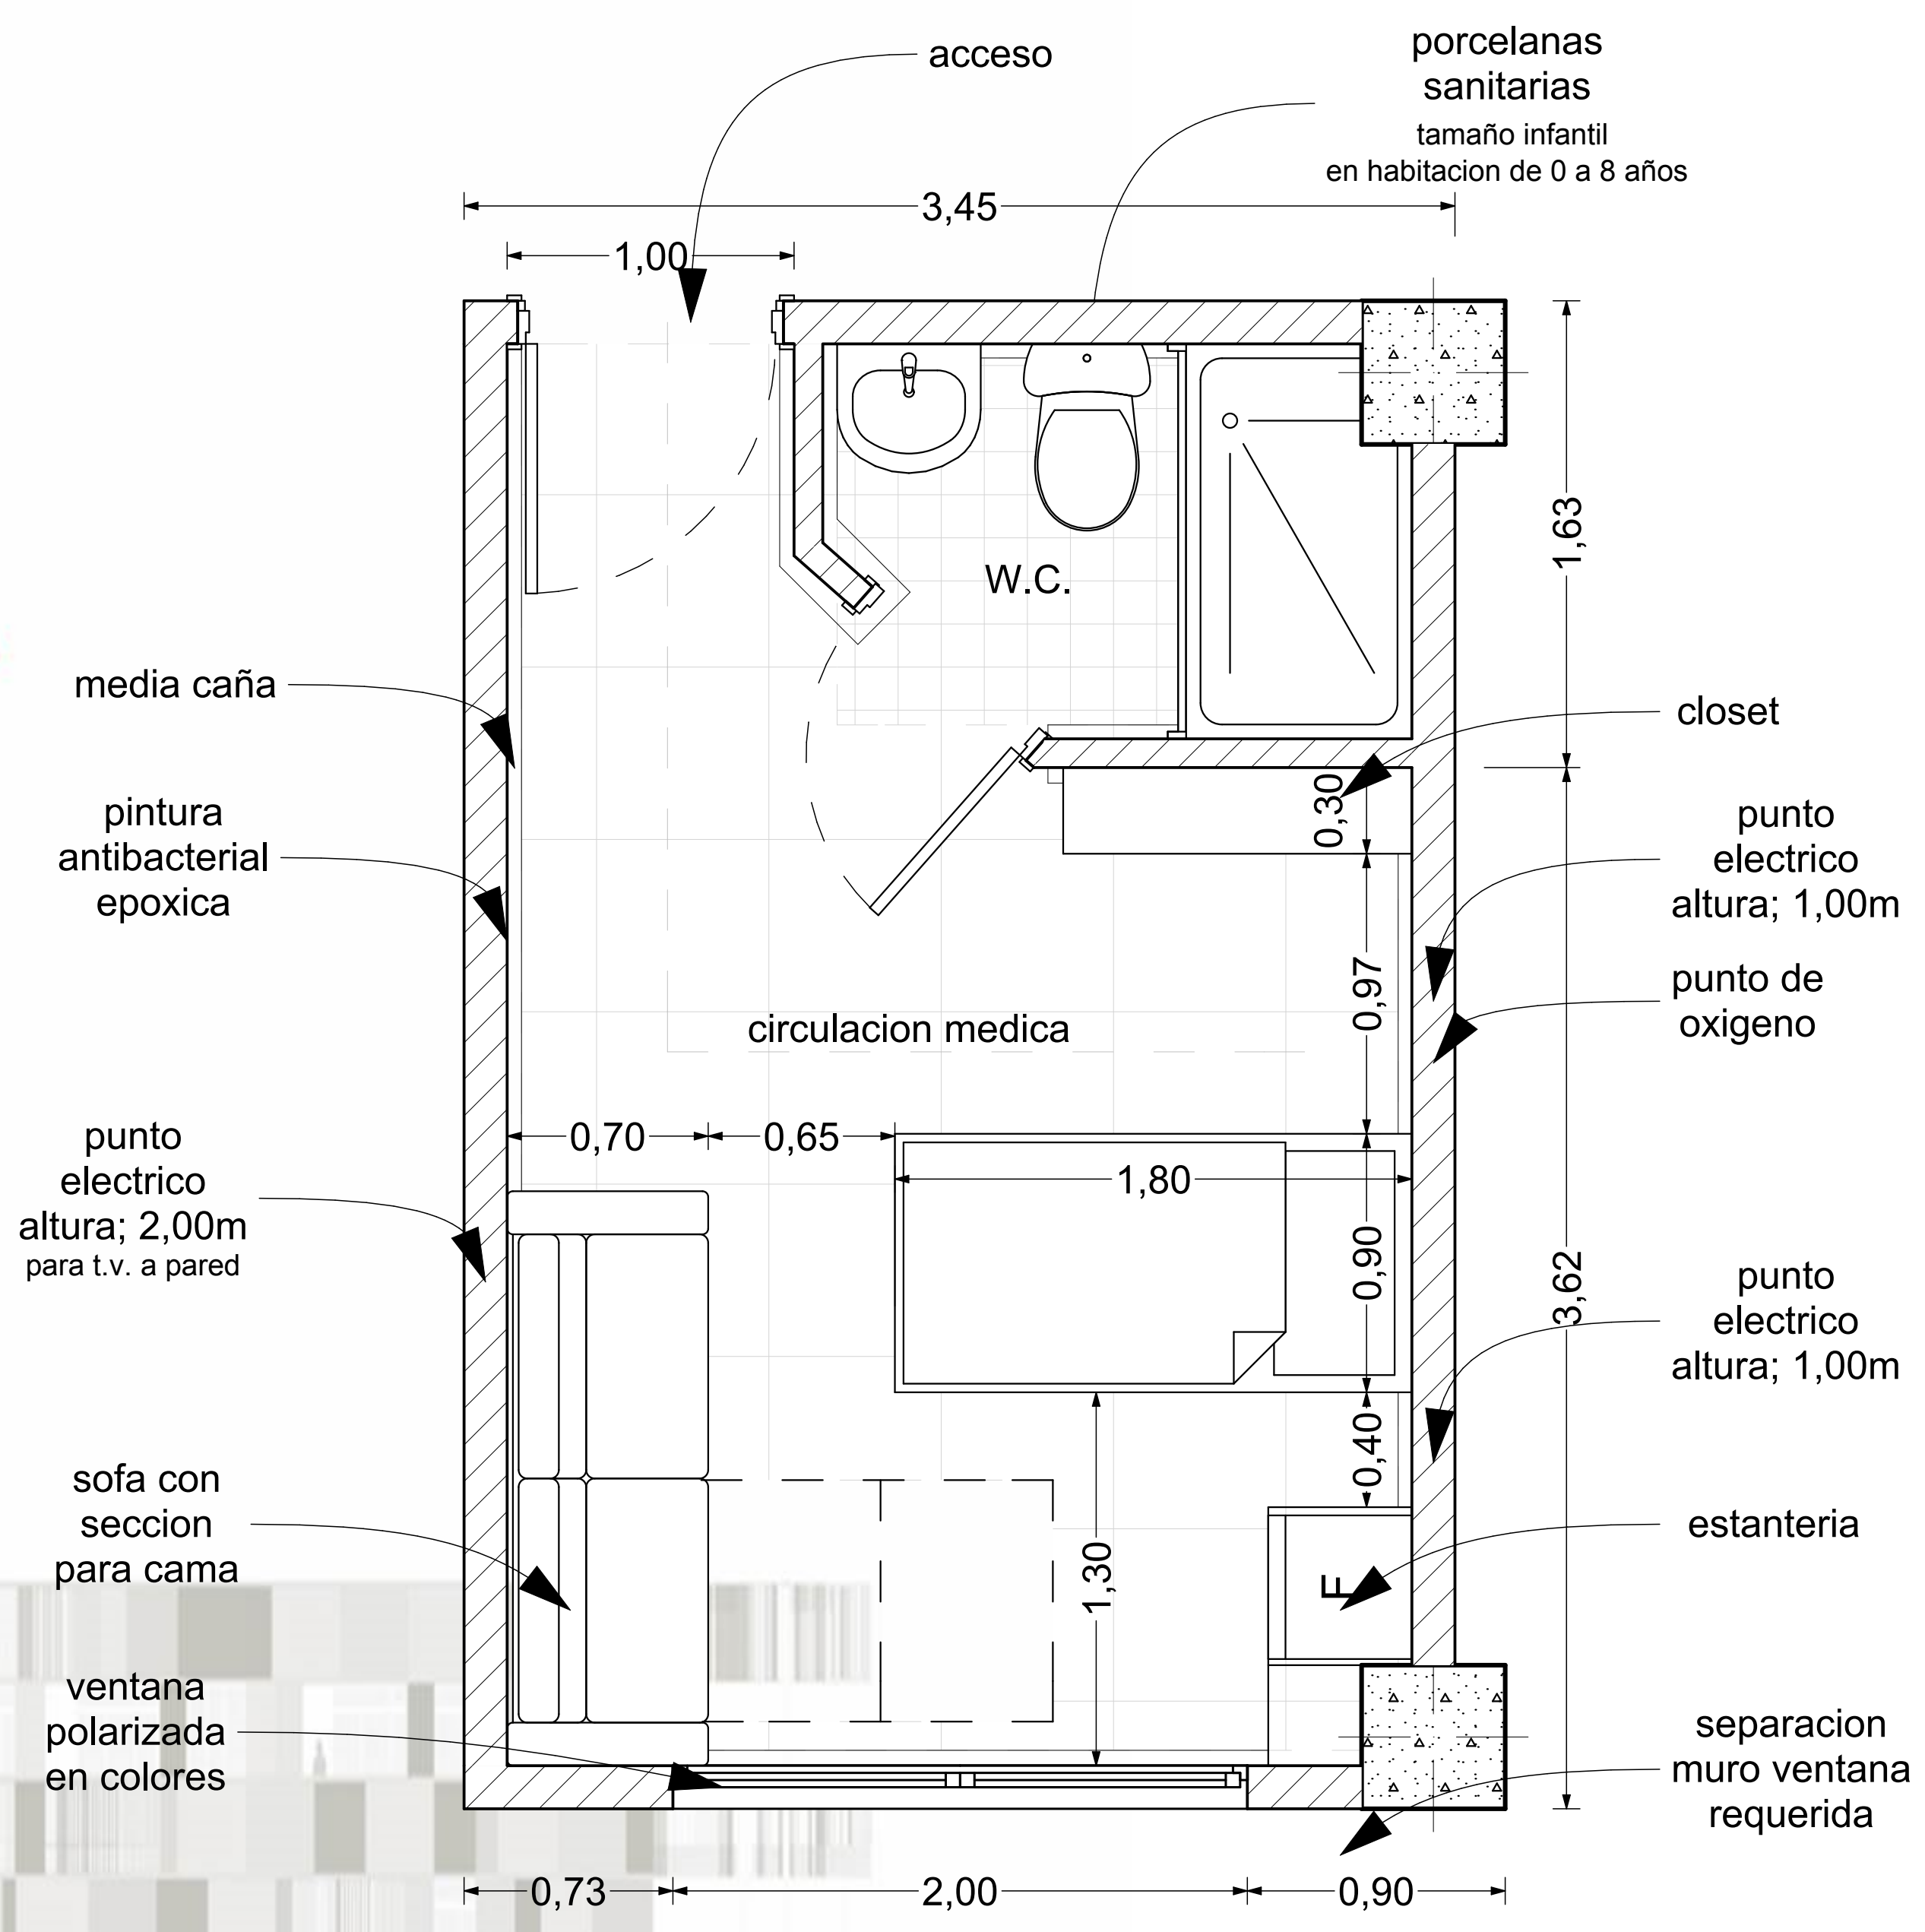 acceso
porcelanas
sanitarias
tamaño infantil
en habitacion de 0 a 8 años
3,45
1,00
1,63
W.C.
media caña
closet
0,30
pintura
antibacterial
epoxica
punto
electrico
altura; 1,00m
0,97
punto de
oxigeno
circulacion medica
0,70
0,65
1,80
punto
electrico
altura; 2,00m
para t.v. a pared
0,90
3,62
punto
electrico
altura; 1,00m
0,40
sofa con
seccion
para cama
1,30
E
estanteria
ventana
polarizada
en colores
separacion
muro ventana
requerida
0,73
2,00
0,90